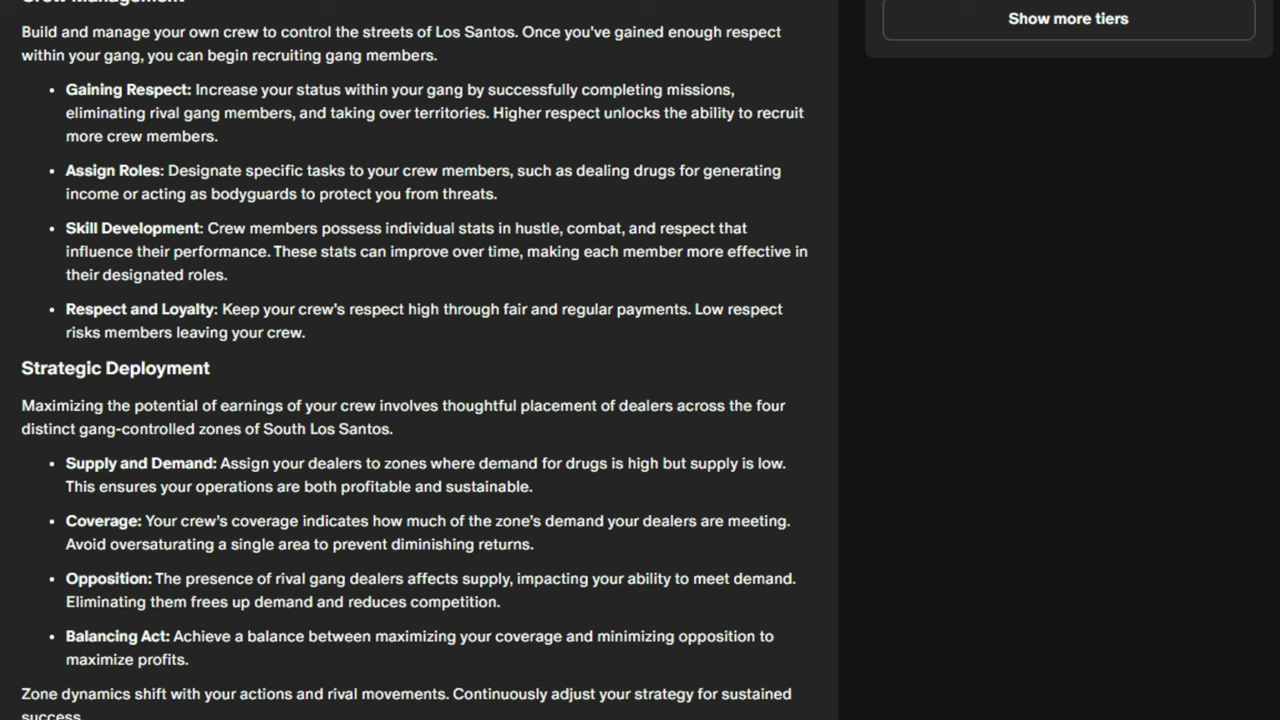 Crew Management
Show more tiers
Build and manage your own crew to control the streets of Los Santos. Once you've gained enough respect
within your gang, you can begin recruiting gang members.
• Gaining Respect: Increase your status within your gang by successfully completing missions,
eliminating rival gang members, and taking over territories. Higher respect unlocks the ability to recruit
more crew members.
• Assign Roles: Designate specific tasks to your crew members, such as dealing drugs for generating
income or acting as bodyguards to protect you from threats.
• Skill Development: Crew members possess individual stats in hustle, combat, and respect that
influence their performance. These stats can improve over time, making each member more effective in
their designated roles.
• Respect and Loyalty: Keep your crew's respect high through fair and regular payments. Low respect
risks members leaving your crew.
Strategic Deployment
Maximizing the potential of earnings of your crew involves thoughtful placement of dealers across the four
distinct gang-controlled zones of South Los Santos.
• Supply and Demand: Assign your dealers to zones where demand for drugs is high but supply is low.
This ensures your operations are both profitable and sustainable.
• Coverage: Your crew's coverage indicates how much of the zone's demand your dealers are meeting.
Avoid oversaturating a single area to prevent diminishing returns.
• Opposition: The presence of rival gang dealers affects supply, impacting your ability to meet demand.
Eliminating them frees up demand and reduces competition.
• Balancing Act: Achieve a balance between maximizing your coverage and minimizing opposition to
maximize profits.
Zone dynamics shift with your actions and rival movements. Continuously adjust your strategy for sustained
success.